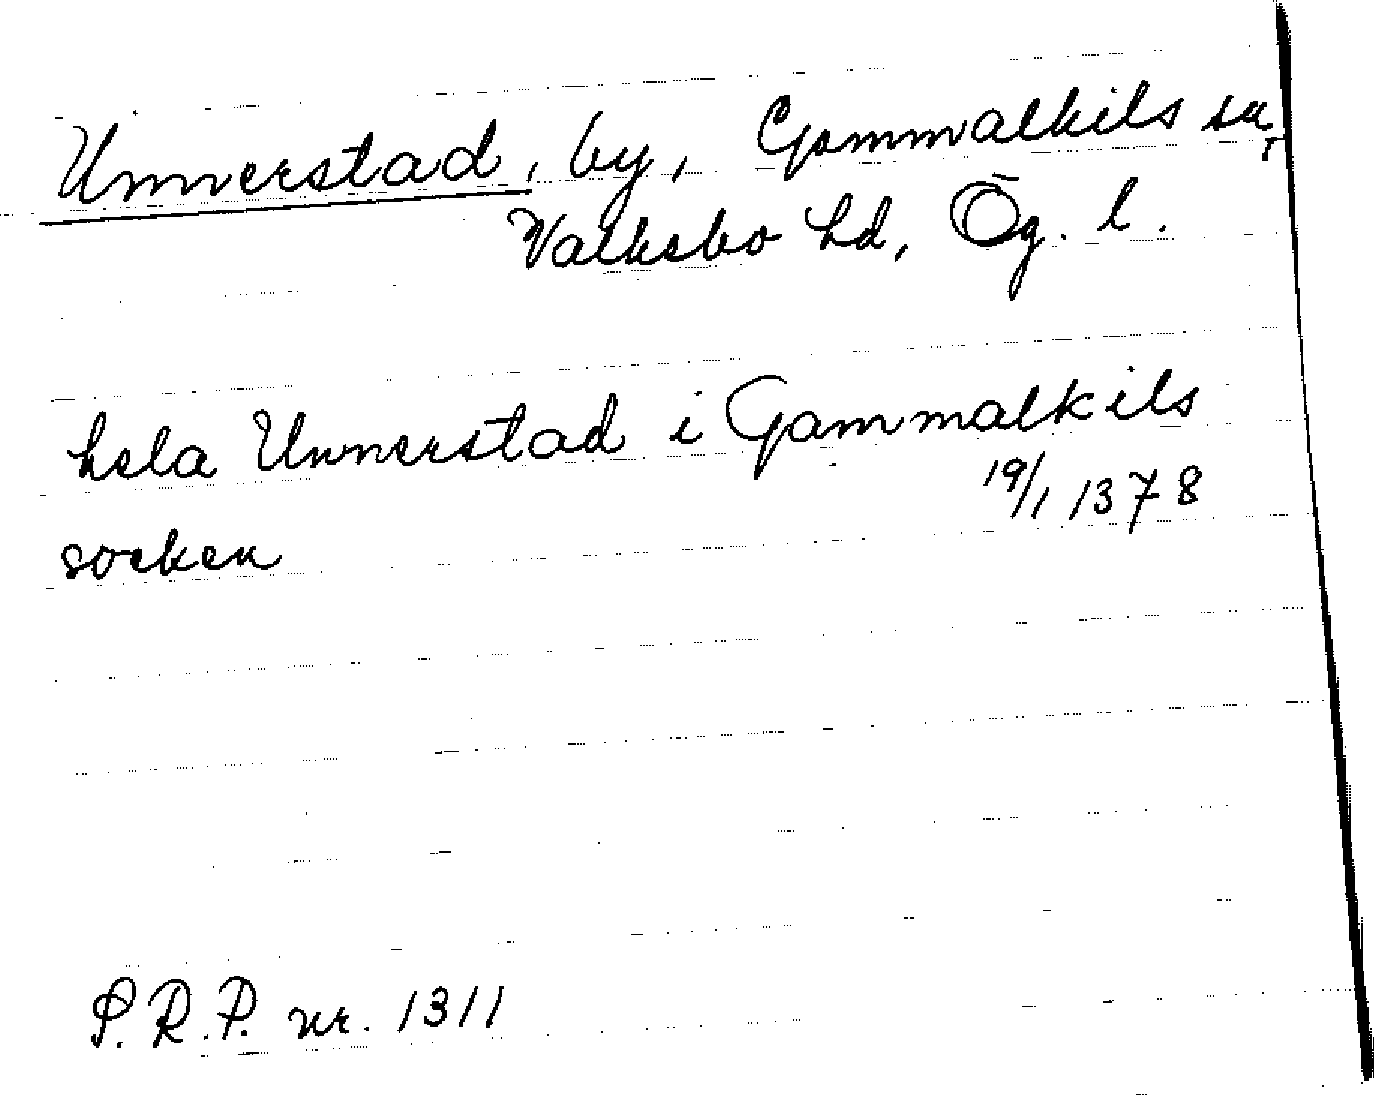 Unnerstad, by, Gammalkils sn,
Valkebo hd, Ög. l.
hela Unnerstad i Gammalkils
19/1 1378
socken
S.R.P. nr. 1311